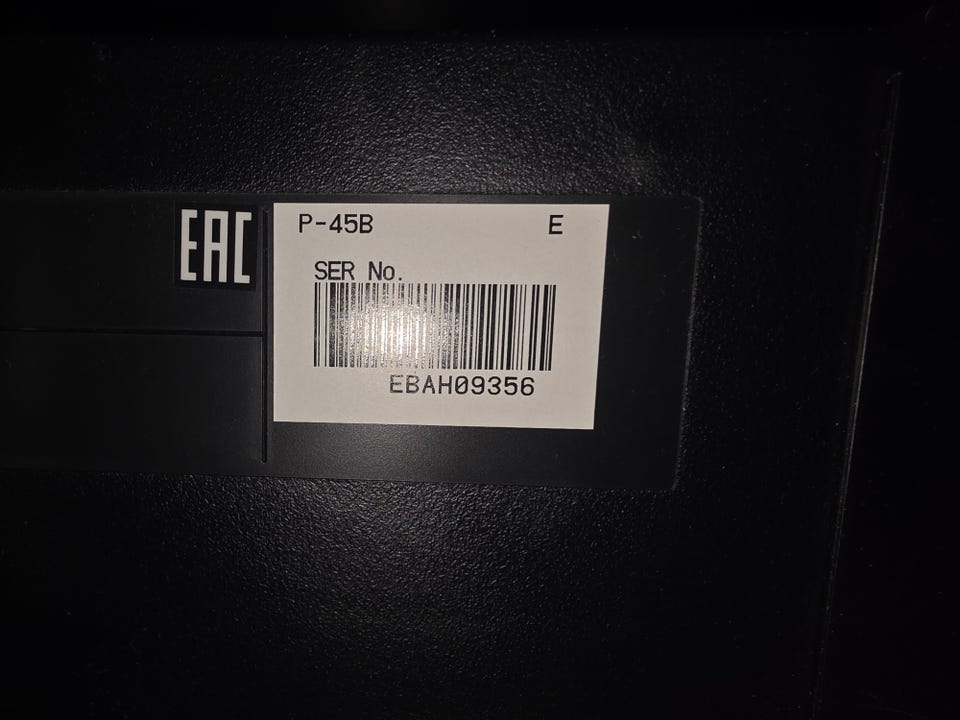 EAC
P-45B E
SER No.
EBAH09356